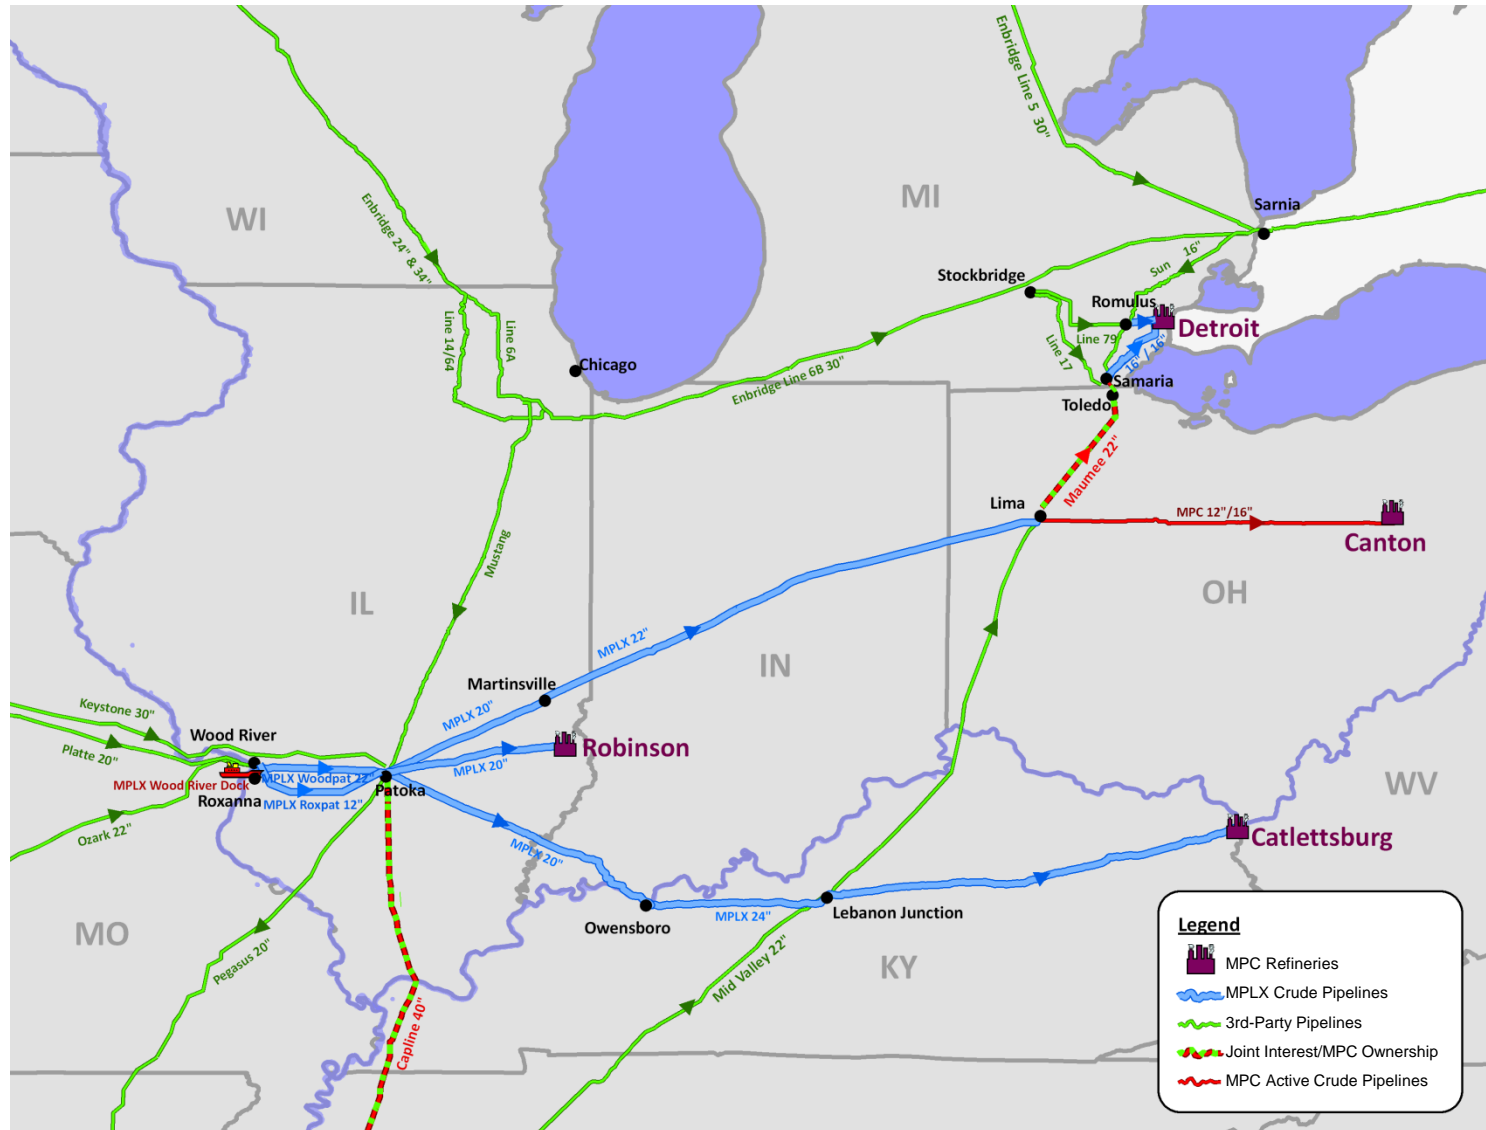 Enbridge Line 5 30"
WI
MI
Sarnia
Enbridge 24" & 34"
Sun 16"
Stockbridge
Romulus
Detroit
Line 14/64
Line 6A
Line 79
Line 17
16" / 16"
Chicago
Enbridge Line 6B 30"
Samaria
Toledo
Maumee 22"
Lima
MPC 12"/16"
Canton
Mustang
IL
OH
MPLX 22"
IN
Martinsville
Keystone 30"
MPLX 20"
Wood River
Platte 20"
Robinson
MPLX 20"
MPLX Woodpat 22"
MPLX Wood River Dock
Patoka
Roxanna
MPLX Roxpat 12"
WV
Ozark 22"
Catlettsburg
MPLX 20"
MPLX 24"
Lebanon Junction
Owensboro
MO
Pegasus 20"
Mid Valley 22"
KY
Capline 40"
Legend
MPC Refineries
MPLX Crude Pipelines
3rd-Party Pipelines
Joint Interest/MPC Ownership
MPC Active Crude Pipelines